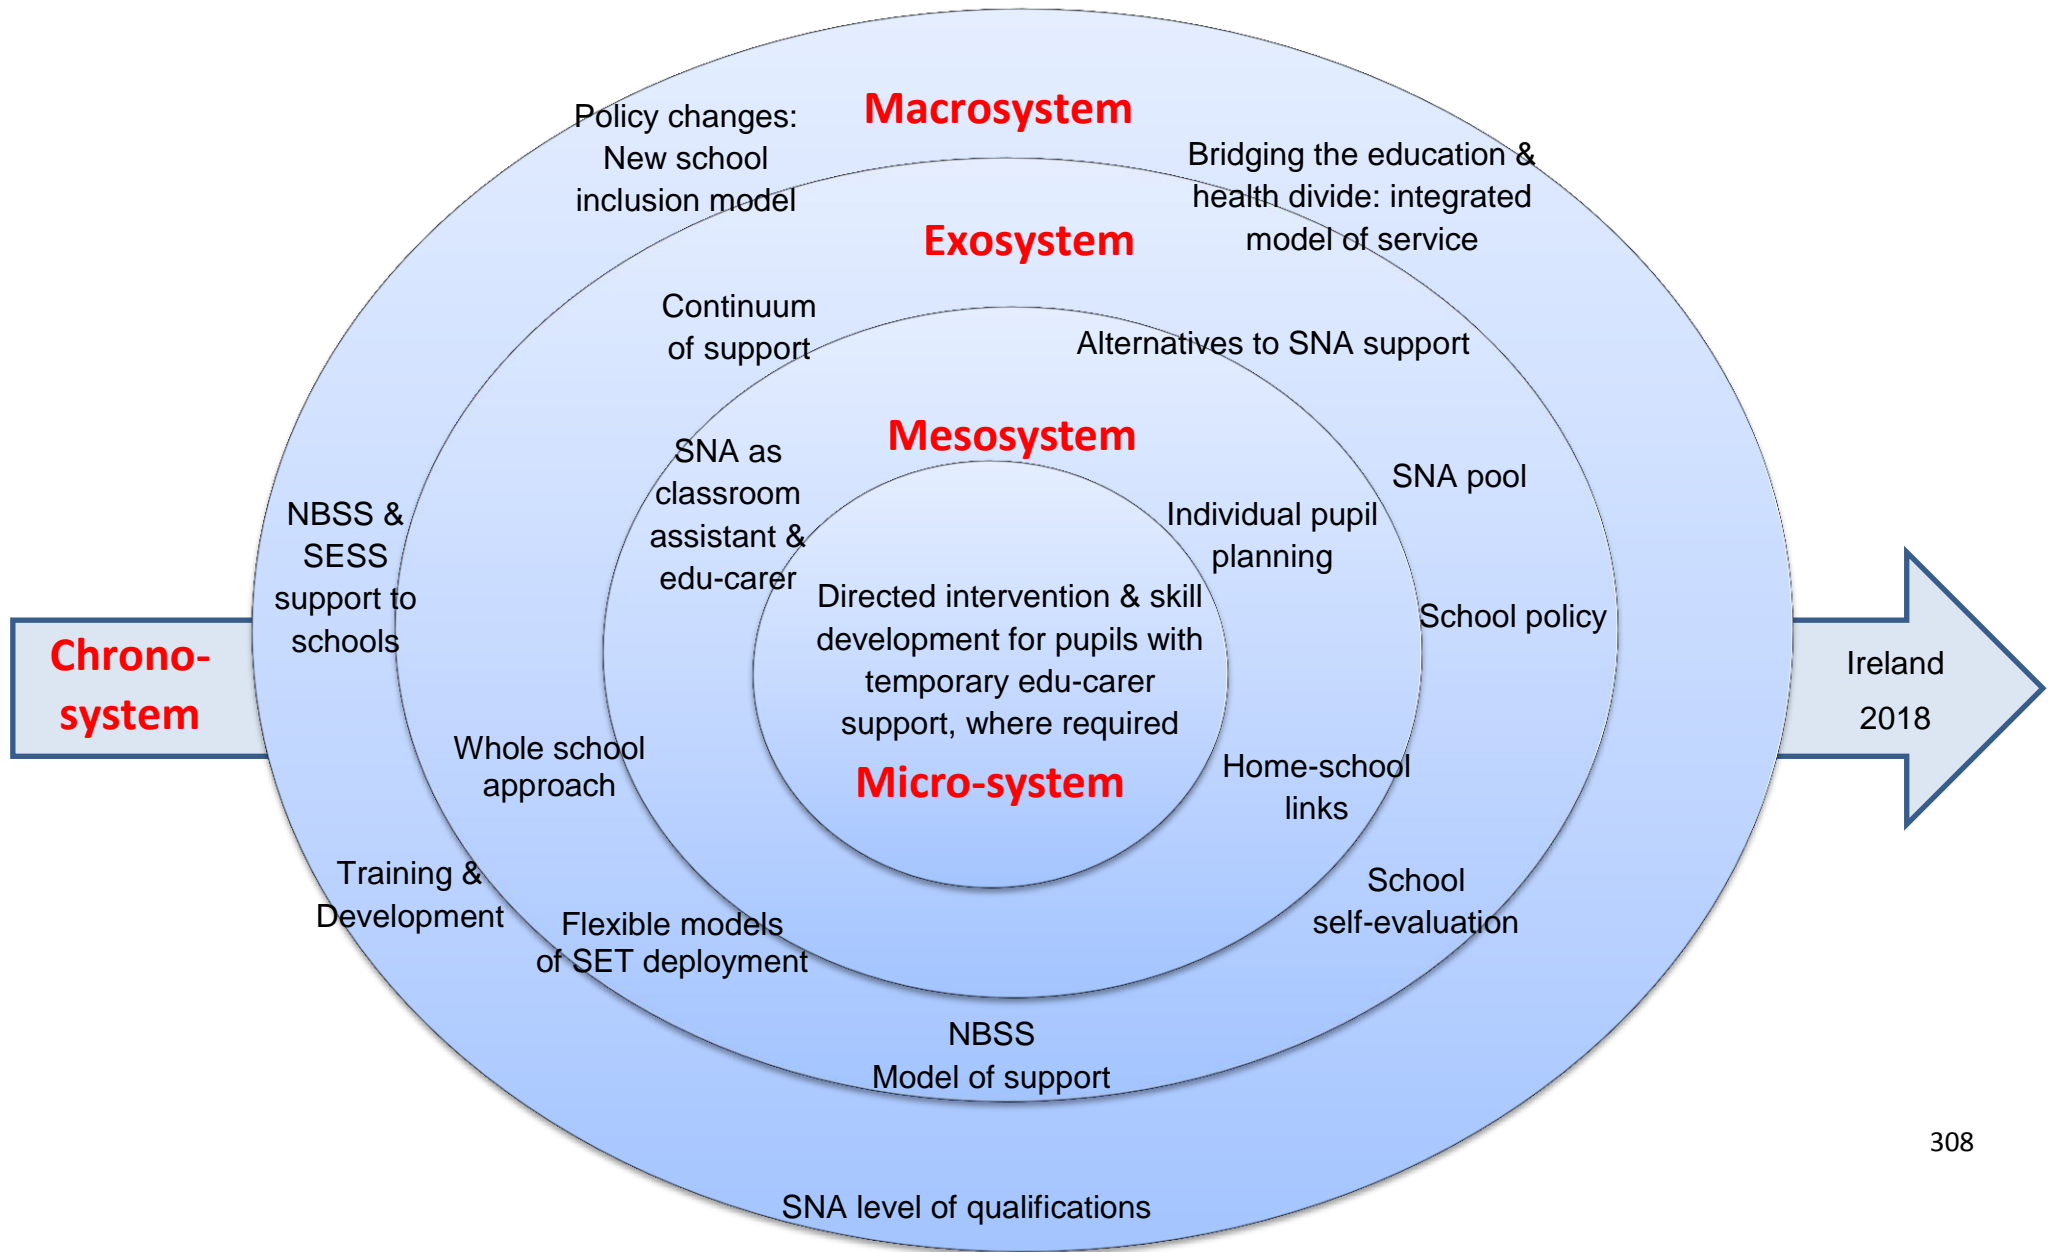 Macrosystem
Policy changes:
New school
inclusion model
Bridging the education &
health divide: integrated
model of service
Exosystem
Continuum
of support
Alternatives to SNA support
Mesosystem
SNA as
classroom
assistant &
edu-carer
SNA pool
Individual pupil
planning
NBSS &
SESS
support to
schools
Directed intervention & skill
development for pupils with
temporary edu-carer
support, where required
Micro-system
School policy
Chrono-
system
Ireland
2018
Whole school
approach
Home-school
links
Training &
Development
Flexible models
of SET deployment
School
self-evaluation
NBSS
Model of support
SNA level of qualifications
308